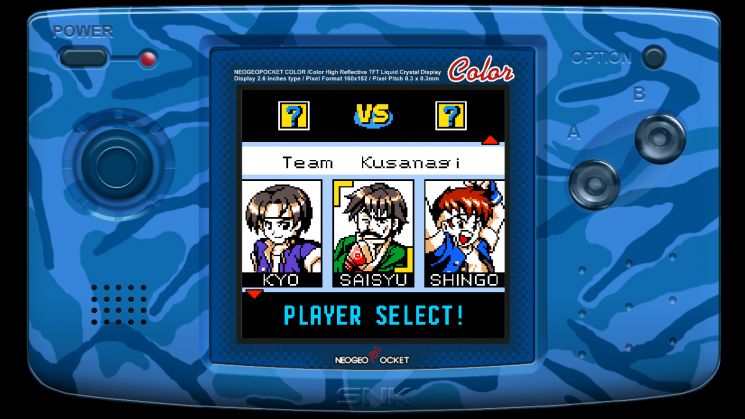 POWER
OPTION
NEOGEOPOCKET COLOR /Color High Reflective TFT Liquid Crystal Display
Display 2.6 inches type / Pixel Format 160x152 / Pixel Pitch 0.3 x 0.3mm
Color
B
A
? VS ?
Team Kusanagi
KYO SAISYU SHINGO
PLAYER SELECT!
NEOGEO POCKET
SNK